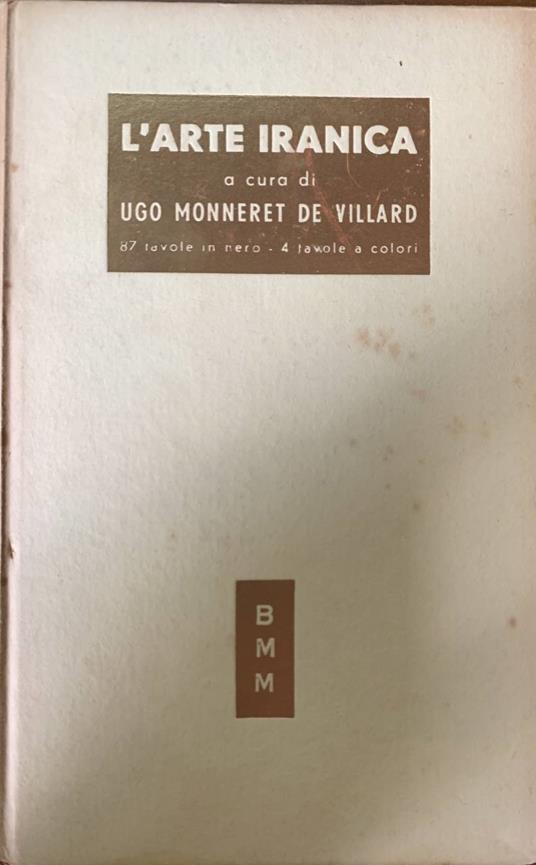 L'ARTE IRANICA
a cura di
UGO MONNERET DE VILLARD
87 tavole in nero - 4 tavole a colori
B
M
M